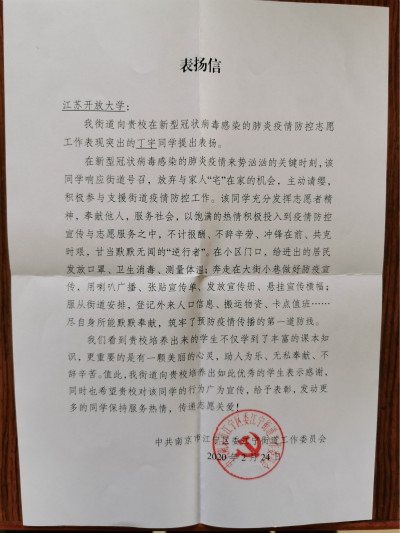 表扬信
江苏开放大学：
我街道向贵校在新型冠状病毒感染的肺炎疫情防控志愿
工作表现突出的丁宇同学提出表扬。
在新型冠状病毒感染的肺炎疫情来势汹汹的关键时刻，该
同学响应街道号召，放弃与家人“宅”在家的机会，主动请缨，
积极参与支援街道疫情防控工作。该同学充分发挥志愿者精
神，奉献他人，服务社会，以饱满的热情积极投入到疫情防控
宣传与志愿服务之中，不计报酬、不辞辛劳、冲锋在前、共克
时艰，甘当默默无闻的“逆行者”。在小区门口，给进出的居民
发放口罩、卫生消毒、测量体温；奔走在大街小巷做好防疫宣
传，用喇叭广播、张贴宣传单、发放宣传册、悬挂宣传横幅；
服从街道安排，登记外来人口信息、搬运物资、卡点值班……
尽自身所能默默奉献，筑牢了预防疫情传播的第一道防线。
我们看到贵校培养出来的学生不仅学到了丰富的课本知
识，更重要的是有一颗美丽的心灵，助人为乐、无私奉献、不
辞辛苦。值此，我街道向贵校培养出如此优秀的学生表示感谢，
同时也希望贵校对该同学的行为广为宣传，给予表彰，发动更
多的同学保持服务热情，传递志愿关爱！
中共南京市江宁区委江宁街道工作委员会
2020年2月24日